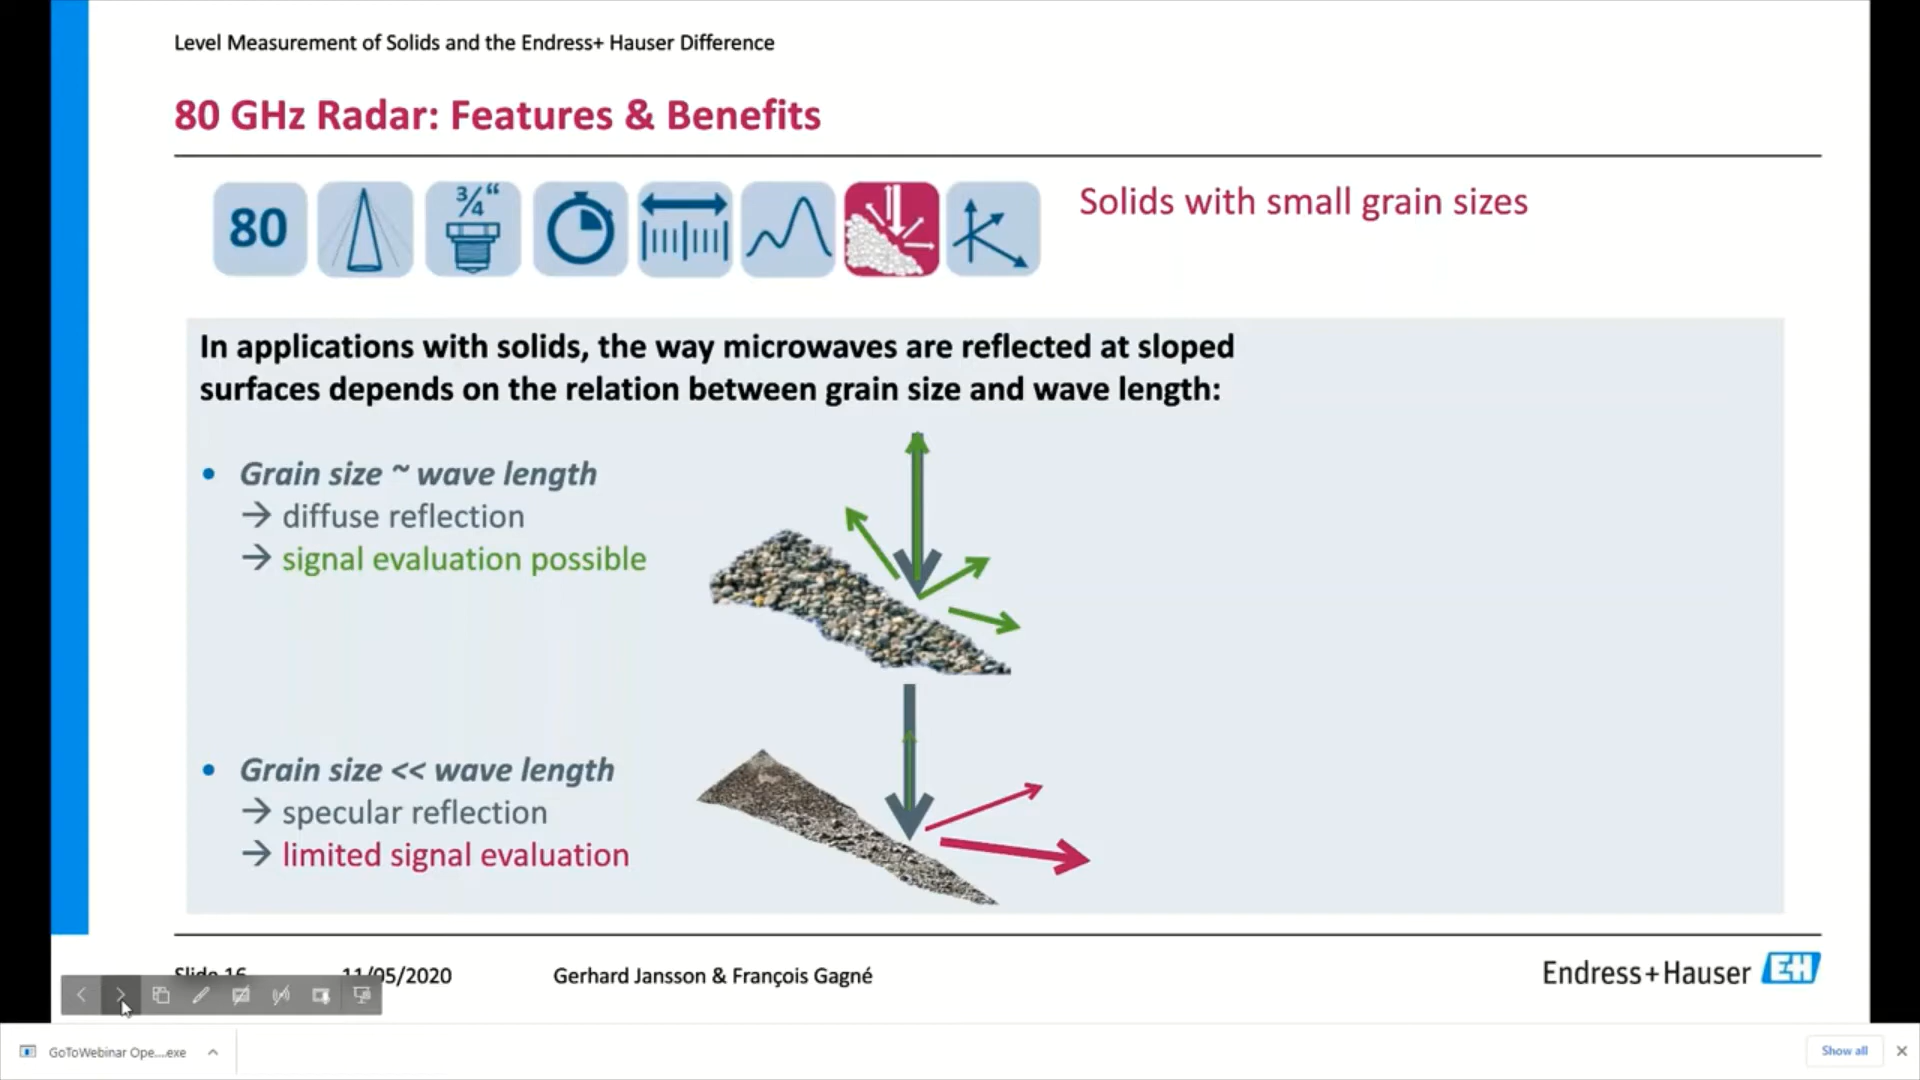 Level Measurement of Solids and the Endress+ Hauser Difference
80 GHz Radar: Features & Benefits
80
3/4"
Solids with small grain sizes
In applications with solids, the way microwaves are reflected at sloped
surfaces depends on the relation between grain size and wave length:
• Grain size ~ wave length
→ diffuse reflection
→ signal evaluation possible
• Grain size << wave length
→ specular reflection
→ limited signal evaluation
Slide 16 11/05/2020 Gerhard Jansson & François Gagné
Endress+Hauser EH
GoToWebinar Ope....exe
Show all